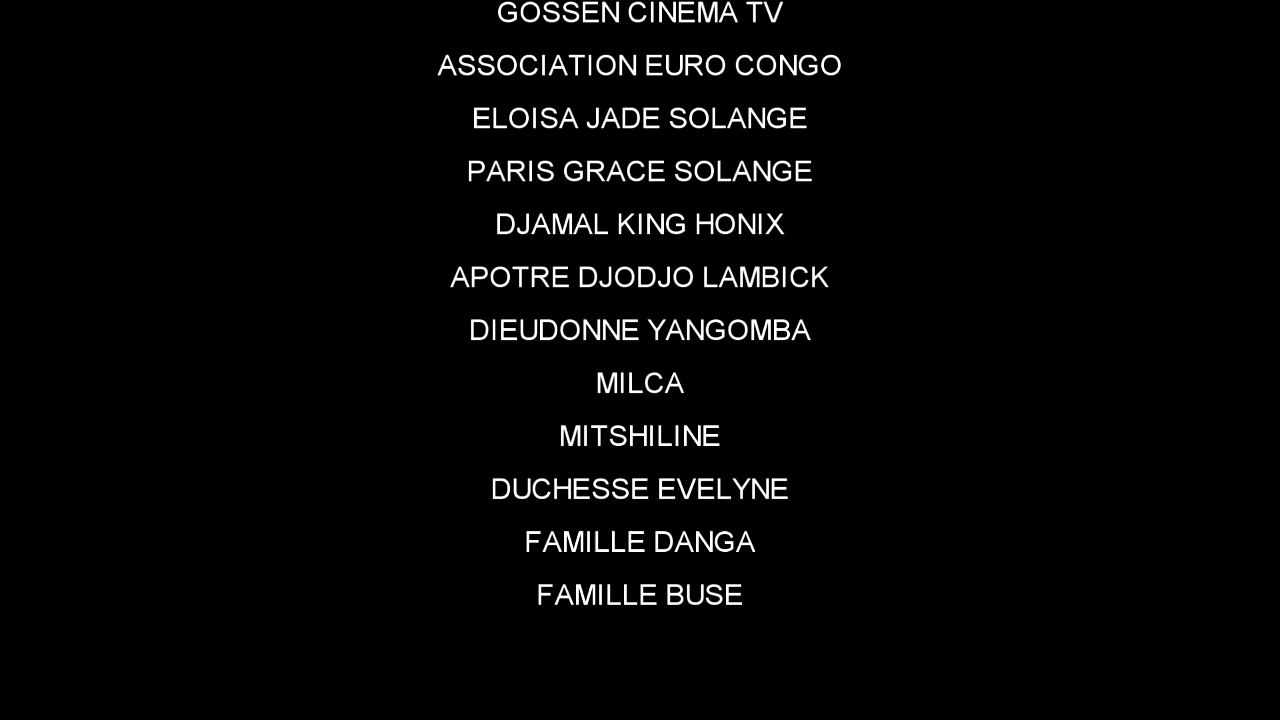 GOSSEN CINEMA TV
ASSOCIATION EURO CONGO
ELOISA JADE SOLANGE
PARIS GRACE SOLANGE
DJAMAL KING HONIX
APOTRE DJODJO LAMBICK
DIEUDONNE YANGOMBA
MILCA
MITSHILINE
DUCHESSE EVELYNE
FAMILLE DANGA
FAMILLE BUSE